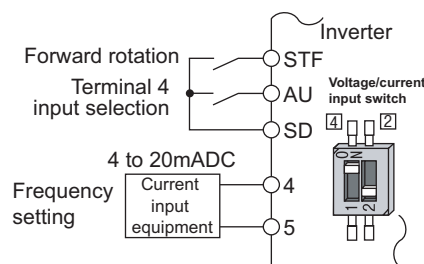 Inverter
Forward rotation
STF
Terminal 4
input selection
AU
SD
Voltage/current
input switch
4
2
ON
1 2
4 to 20mADC
Frequency
setting
Current
input
equipment
4
5